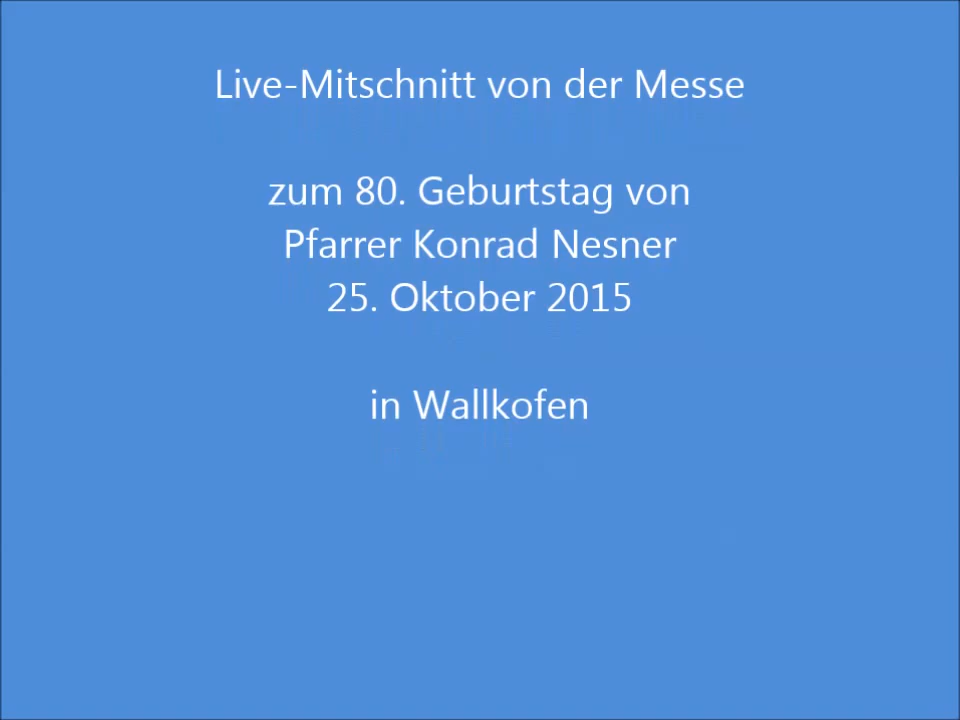 Live-Mitschnitt von der Messe
zum 80. Geburtstag von
Pfarrer Konrad Nesner
25. Oktober 2015
in Wallkofen